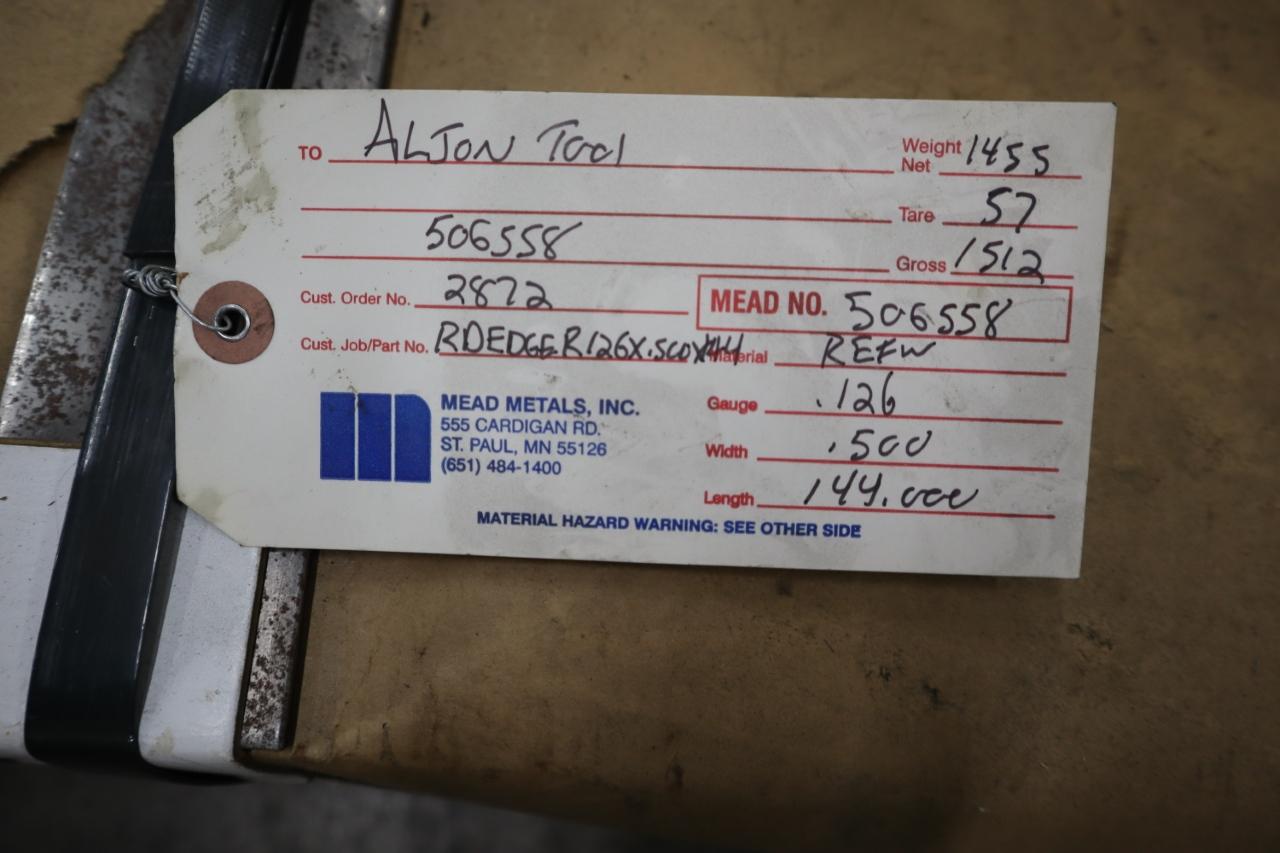 TO ALJON Tool
Weight Net 1455
Tare 57
506558
Gross 1512
Cust. Order No. 2872
MEAD NO. 506558
Cust. Job/Part No. RDEDGER126X.500X144
Material REFW
Gauge .126
MEAD METALS, INC.
555 CARDIGAN RD.
ST. PAUL, MN 55126
(651) 484-1400
Width .500
Length 144.000
MATERIAL HAZARD WARNING: SEE OTHER SIDE